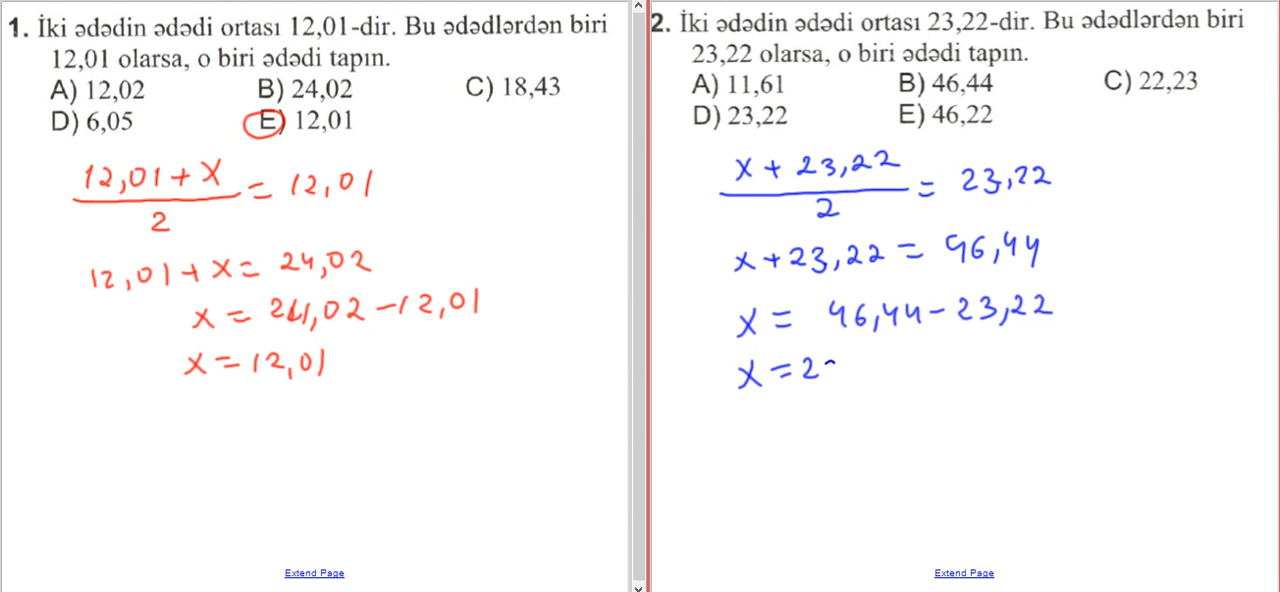 1. İki ədədin ədədi ortası 12,01-dir. Bu ədədlərdən biri
12,01 olarsa, o biri ədədi tapın.
A) 12,02 B) 24,02 C) 18,43
D) 6,05 E) 12,01
12,01 + x
2
= 12,01
12,01 + x = 24,02
x = 24,02 - 12,01
x = 12,01
Extend Page
2. İki ədədin ədədi ortası 23,22-dir. Bu ədədlərdən biri
23,22 olarsa, o biri ədədi tapın.
A) 11,61 B) 46,44 C) 22,23
D) 23,22 E) 46,22
x + 23,22
2
= 23,22
x + 23,22 = 46,44
x = 46,44 - 23,22
x = 2
Extend Page